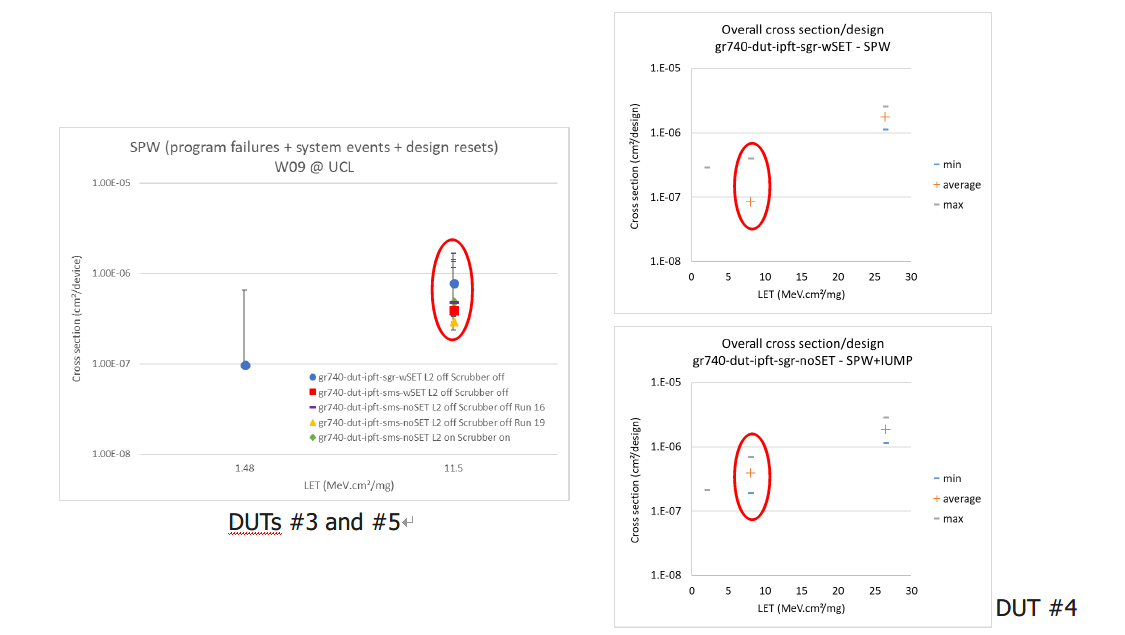 SPW (program failures + system events + design resets)
W09 @ UCL
1.00E-05
1.00E-06
1.00E-07
1.00E-08
Cross section (cm²/device)
gr740-dut-ipft-sgr-wSET L2 off Scrubber off
gr740-dut-ipft-sms-wSET L2 off Scrubber off
gr740-dut-ipft-sms-noSET L2 off Scrubber off Run 16
gr740-dut-ipft-sms-noSET L2 off Scrubber off Run 19
gr740-dut-ipft-sms-noSET L2 on Scrubber on
1.48 11.5
LET (MeV.cm²/mg)
DUTs #3 and #5↵
Overall cross section/design
gr740-dut-ipft-sgr-wSET - SPW
1.E-05
1.E-06
1.E-07
1.E-08
Cross section (cm²/design)
min
average
max
0 5 10 15 20 25 30
LET (MeV.cm²/mg)
Overall cross section/design
gr740-dut-ipft-sgr-noSET - SPW+IUMP
1.E-05
1.E-06
1.E-07
1.E-08
Cross section (cm²/design)
min
average
max
0 5 10 15 20 25 30
LET (MeV.cm²/mg)
DUT #4